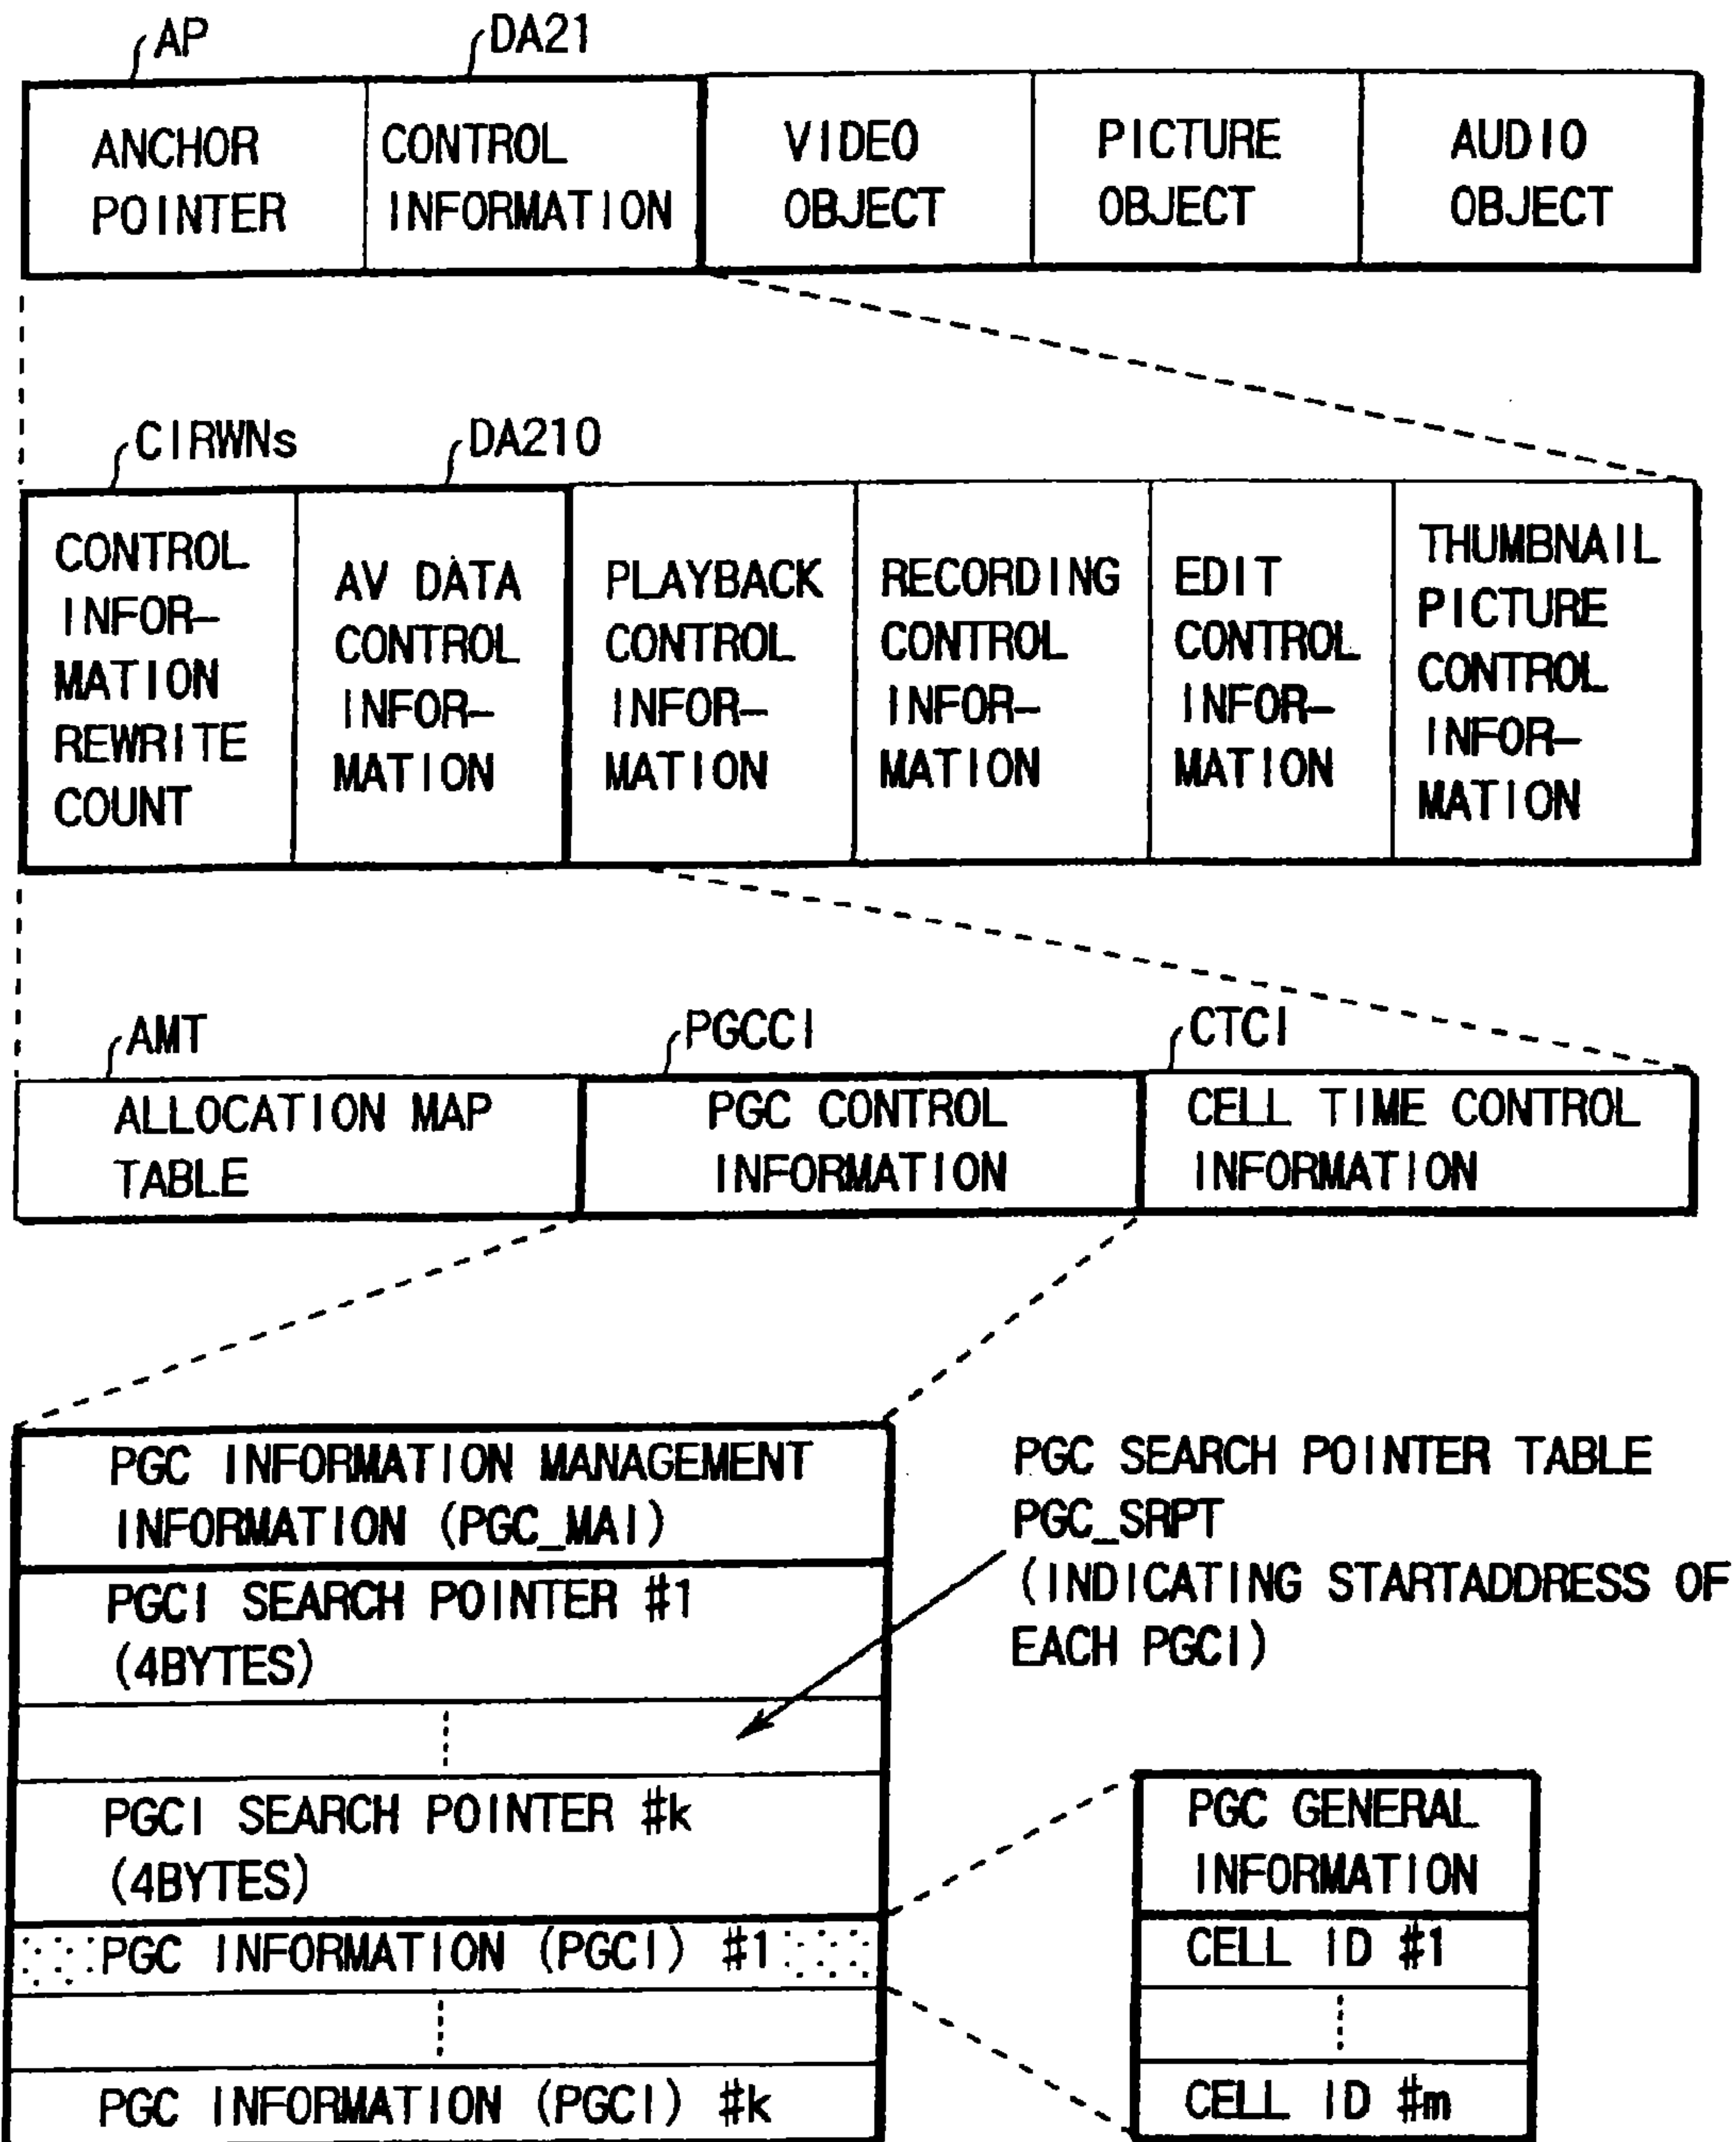 AP
DA21
ANCHOR
POINTER
CONTROL
INFORMATION
VIDEO
OBJECT
PICTURE
OBJECT
AUDIO
OBJECT
CIRWNs
DA210
CONTROL
INFOR-
MATION
REWRITE
COUNT
AV DATA
CONTROL
INFOR-
MATION
PLAYBACK
CONTROL
INFOR-
MATION
RECORDING
CONTROL
INFOR-
MATION
EDIT
CONTROL
INFOR-
MATION
THUMBNAIL
PICTURE
CONTROL
INFOR-
MATION
AMT
PGCCI
CTCI
ALLOCATION MAP
TABLE
PGC CONTROL
INFORMATION
CELL TIME CONTROL
INFORMATION
PGC INFORMATION MANAGEMENT
INFORMATION (PGC_MAI)
PGCI SEARCH POINTER #1
(4BYTES)
PGCI SEARCH POINTER #k
(4BYTES)
PGC INFORMATION (PGCI) #1
PGC INFORMATION (PGCI) #k
PGC SEARCH POINTER TABLE
PGC_SRPT
(INDICATING STARTADDRESS OF
EACH PGCI)
PGC GENERAL
INFORMATION
CELL ID #1
CELL ID #m